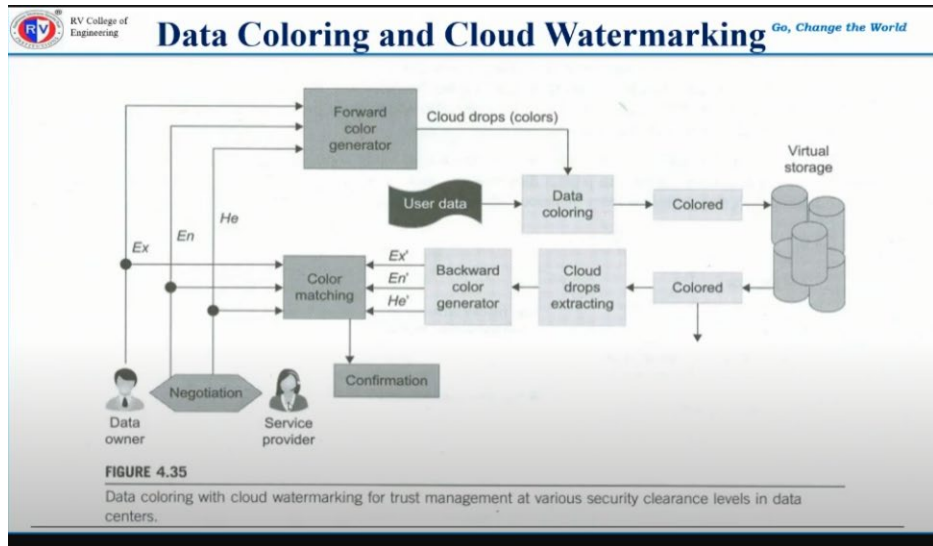 RV College of
Engineering
Data Coloring and Cloud Watermarking
Go, Change the World
RV
Forward
color
generator
Cloud drops (colors)
Virtual
storage
User data
Data
coloring
Colored
He
En
Ex
Color
matching
Ex'
En'
He'
Backward
color
generator
Cloud
drops
extracting
Colored
Confirmation
Negotiation
Data
owner
Service
provider
FIGURE 4.35
Data coloring with cloud watermarking for trust management at various security clearance levels in data
centers.